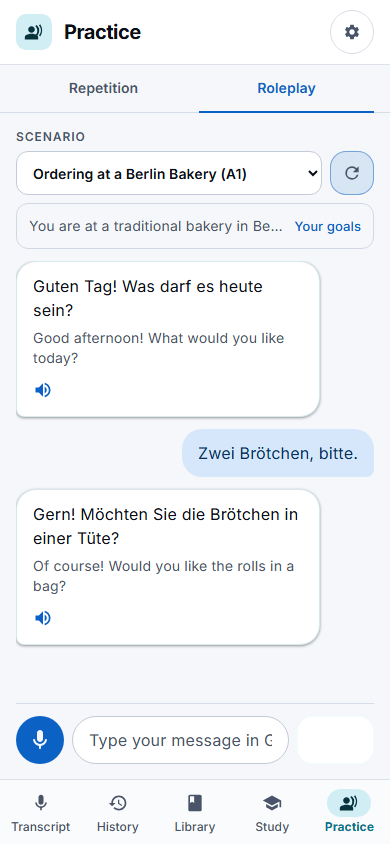 Practice
Repetition
Roleplay
SCENARIO
Ordering at a Berlin Bakery (A1)
You are at a traditional bakery in Be...
Your goals
Guten Tag! Was darf es heute
sein?
Good afternoon! What would you like
today?
Zwei Brötchen, bitte.
Gern! Möchten Sie die Brötchen in
einer Tüte?
Of course! Would you like the rolls in a
bag?
Type your message in G
Transcript
History
Library
Study
Practice